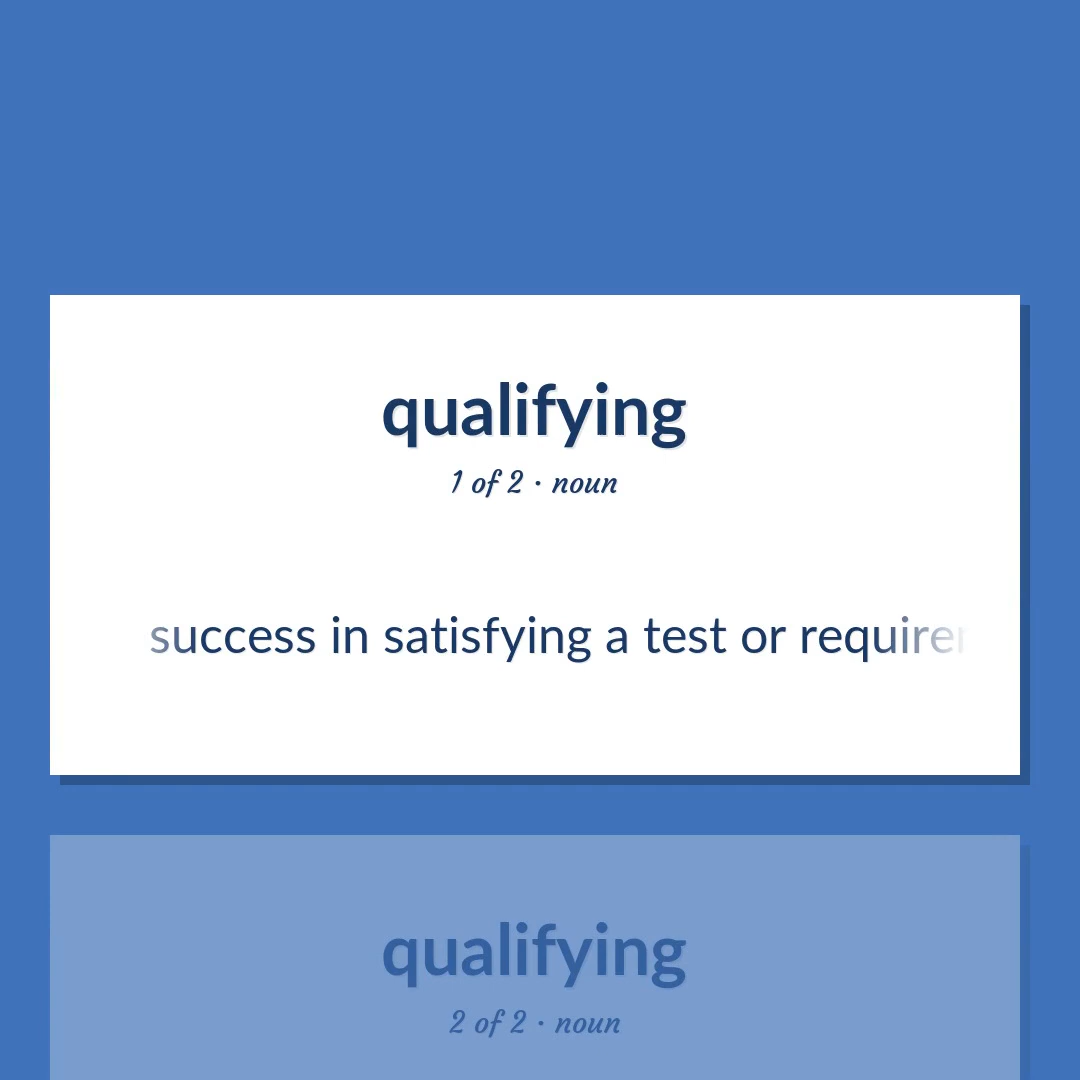 qualifying
1 of 2 · noun
success in satisfying a test or require
qualifying
2 of 2 · noun